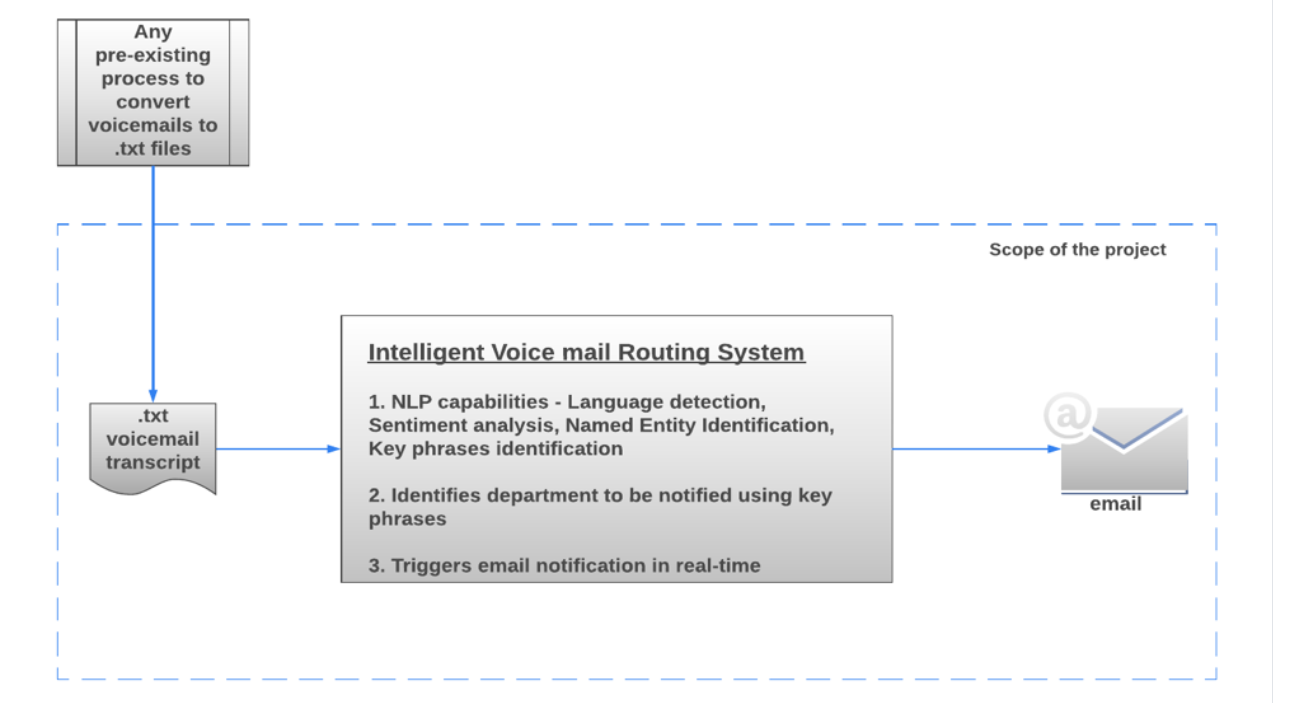 Any
pre-existing
process to
convert
voicemails to
.txt files
Scope of the project
.txt
voicemail
transcript
Intelligent Voice mail Routing System
1. NLP capabilities - Language detection,
Sentiment analysis, Named Entity Identification,
Key phrases identification
2. Identifies department to be notified using key
phrases
3. Triggers email notification in real-time
@
email